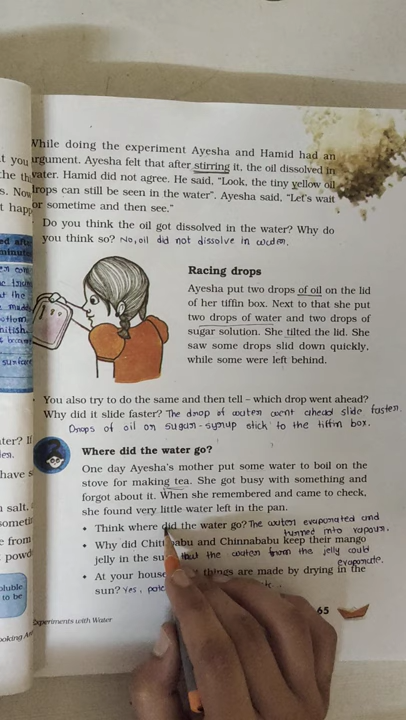 While doing the experiment Ayesha and Hamid had an
argument. Ayesha felt that after stirring it, the oil dissolved in
water. Hamid did not agree. He said, "Look, the tiny yellow oil
drops can still be seen in the water". Ayesha said, "Let's wait
for sometime and then see."
Do you think the oil got dissolved in the water? Why do
you think so? No, oil did not dissolve in water.
Racing drops
Ayesha put two drops of oil on the lid
of her tiffin box. Next to that she put
two drops of water and two drops of
sugar solution. She tilted the lid. She
saw some drops slid down quickly,
while some were left behind.
You also try to do the same and then tell – which drop went ahead?
Why did it slide faster? The drop of water went ahead slide faster.
Drops of oil on sugar-syrup stick to the tiffin box.
Where did the water go?
One day Ayesha's mother put some water to boil on
the stove for making tea. She got busy with something and
forgot about it. When she remembered and came to check,
she found very little water left in the pan.
• Think where did the water go? The water evaporated and
turned into vapour.
• Why did Chittibabu and Chinnababu keep their mango
jelly in the sun that the water from the jelly could
evaporate.
• At your house things are made by drying in the
sun? Yes,
65
Experiments with Water